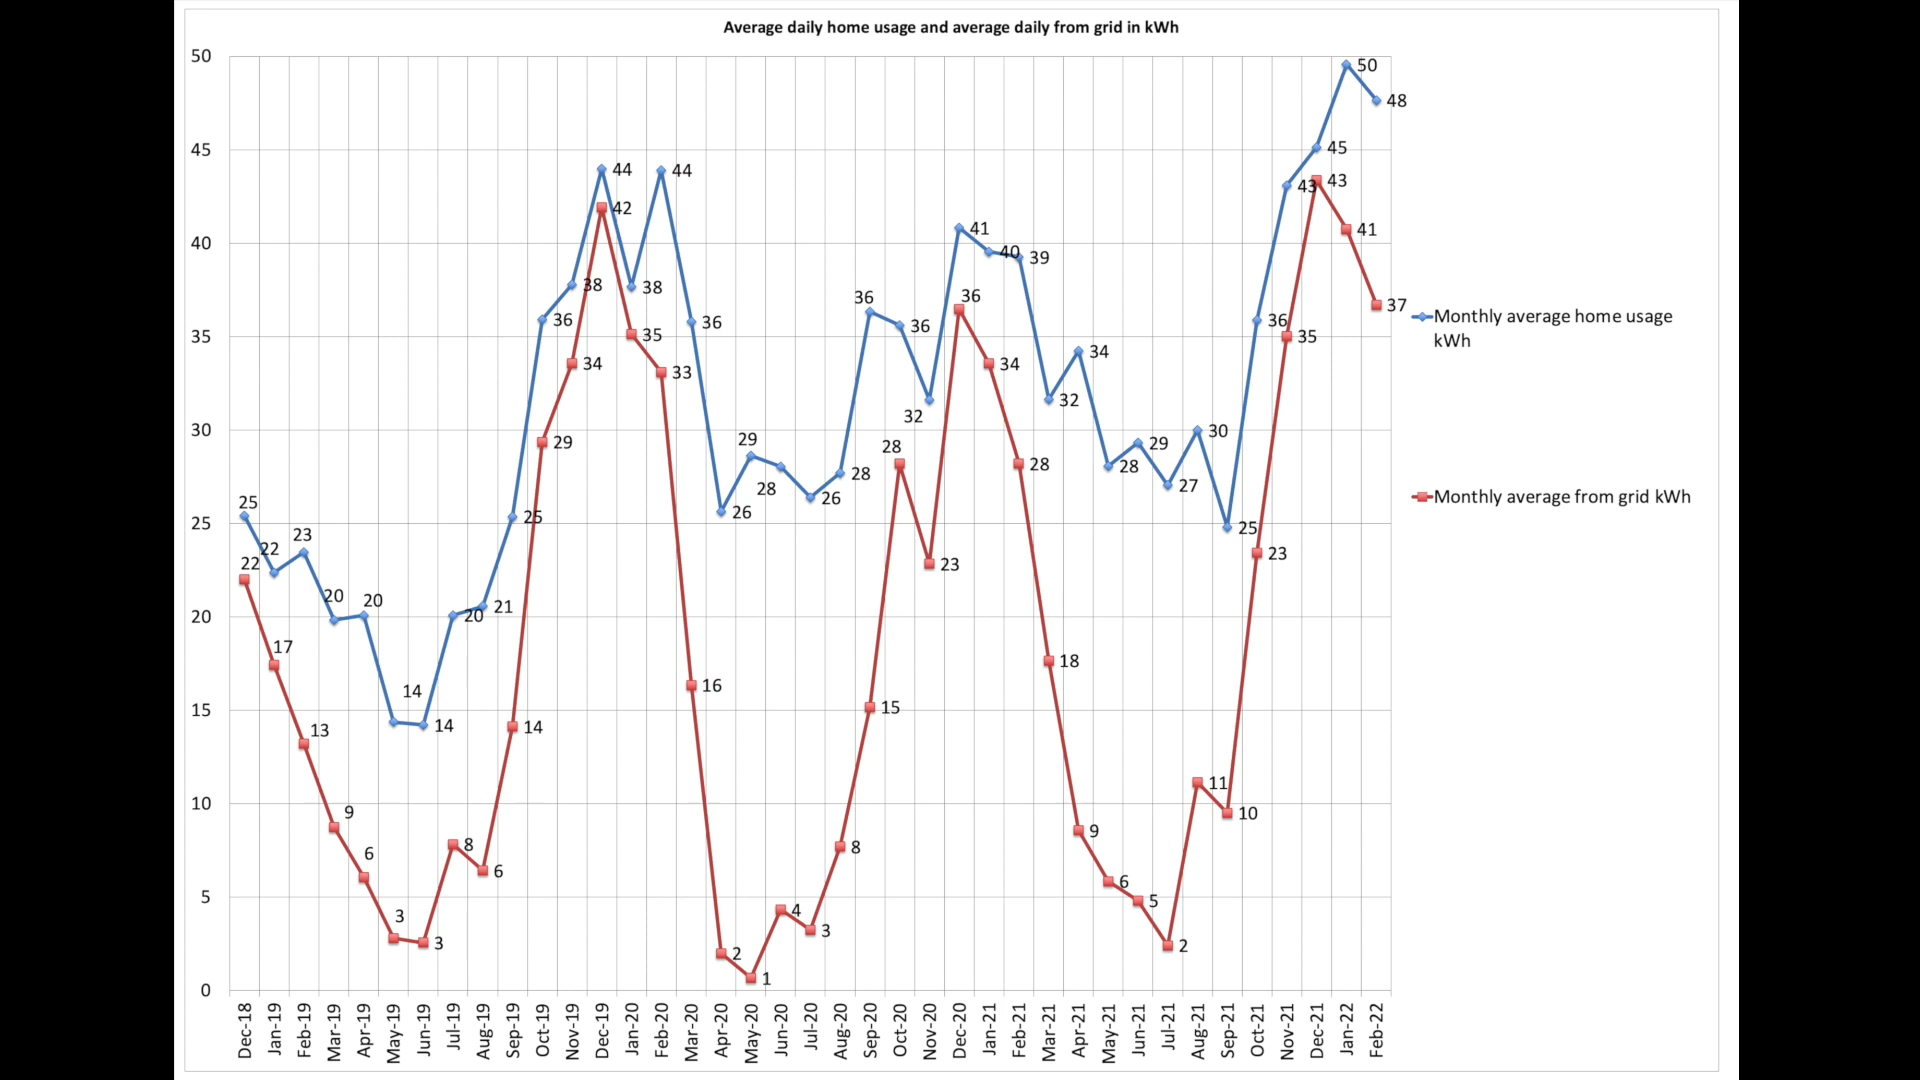 Average daily home usage and average daily from grid in kWh
50
45
40
35
30
25
20
15
10
5
0
25
22
23
20
20
14
14
20
21
25
36
38
44
38
44
36
26
29
28
26
28
36
36
32
41
40
39
32
34
28
29
27
30
25
36
43
45
50
48
22
17
13
9
6
3
3
8
6
14
29
34
42
35
33
16
2
1
4
3
8
15
28
23
36
34
28
18
9
6
5
2
11
10
23
35
43
41
37
Monthly average home usage
kWh
Monthly average from grid kWh
Dec-18
Jan-19
Feb-19
Mar-19
Apr-19
May-19
Jun-19
Jul-19
Aug-19
Sep-19
Oct-19
Nov-19
Dec-19
Jan-20
Feb-20
Mar-20
Apr-20
May-20
Jun-20
Jul-20
Aug-20
Sep-20
Oct-20
Nov-20
Dec-20
Jan-21
Feb-21
Mar-21
Apr-21
May-21
Jun-21
Jul-21
Aug-21
Sep-21
Oct-21
Nov-21
Dec-21
Jan-22
Feb-22